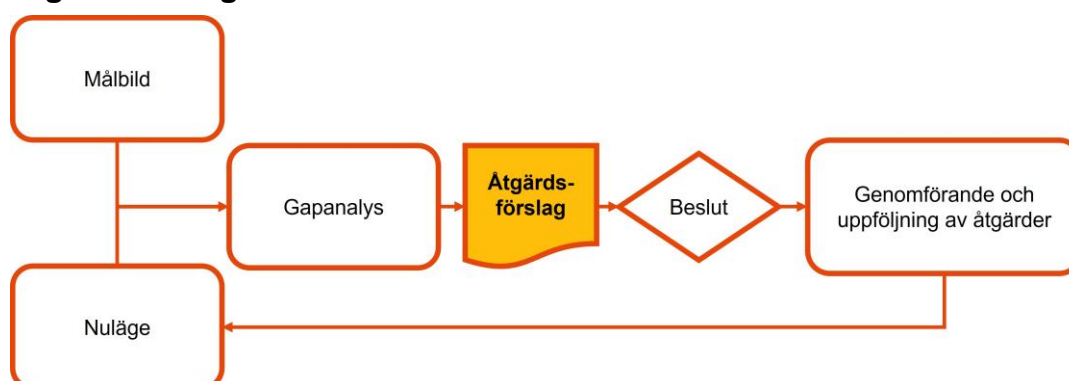 Målbild
Gapanalys
Åtgärds-
förslag
Beslut
Genomförande och
uppföljning av åtgärder
Nuläge